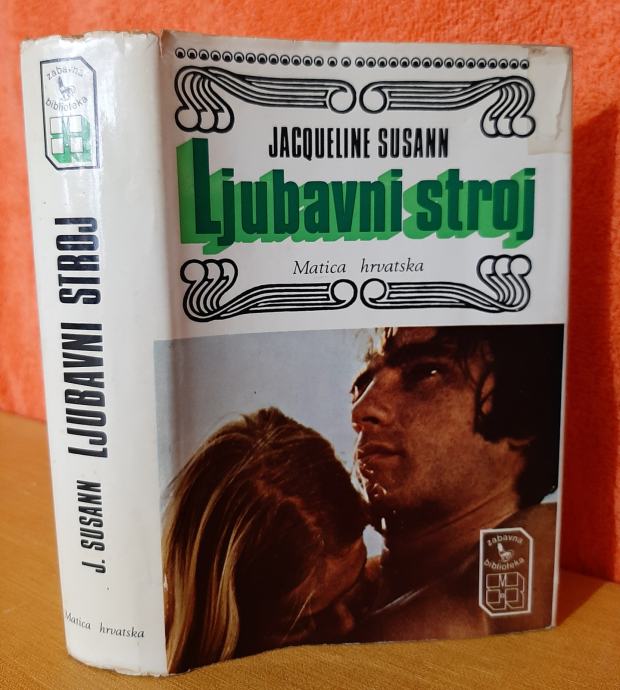 zabavna
biblioteka
J. SUSANN LJUBAVNI STROJ
Matica hrvatska
JACQUELINE SUSANN
Ljubavni stroj
Matica hrvatska
zabavna
biblioteka